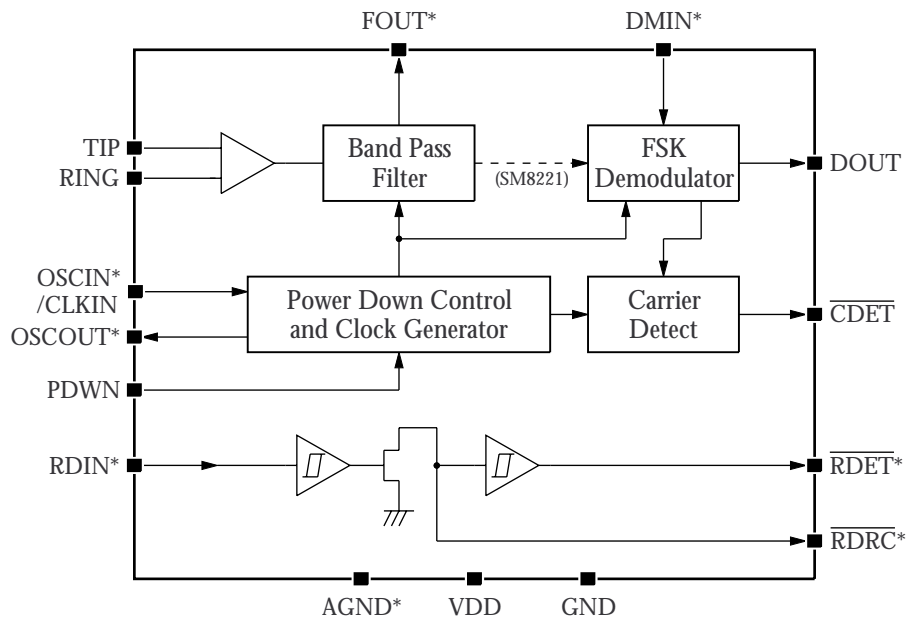 FOUT*
DMIN*
TIP
RING
Band Pass
Filter
(SM8221)
FSK
Demodulator
DOUT
OSCIN*
/CLKIN
OSCOUT*
Power Down Control
and Clock Generator
Carrier
Detect
CDET
PDWN
RDIN*
RDET*
RDRC*
AGND*
VDD
GND